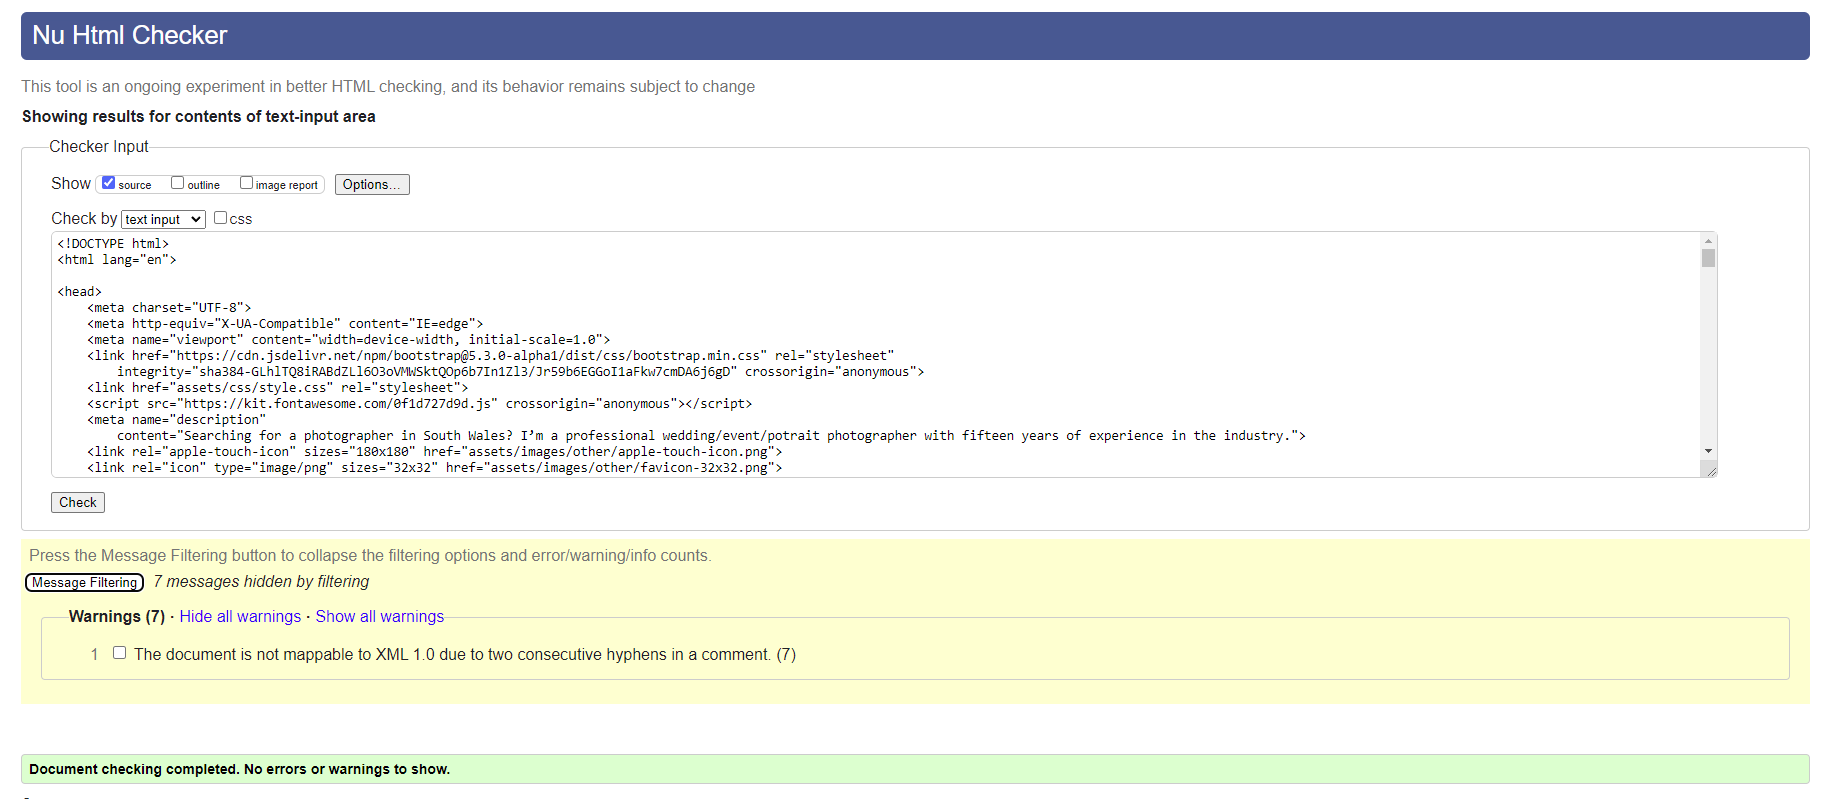 Nu Html Checker
This tool is an ongoing experiment in better HTML checking, and its behavior remains subject to change
Showing results for contents of text-input area
Checker Input
Show source outline image report Options...
Check by text input css
<!DOCTYPE html>
<html lang="en">
<head>
<meta charset="UTF-8">
<meta http-equiv="X-UA-Compatible" content="IE=edge">
<meta name="viewport" content="width=device-width, initial-scale=1.0">
<link href="https://cdn.jsdelivr.net/npm/bootstrap@5.3.0-alpha1/dist/css/bootstrap.min.css" rel="stylesheet"
integrity="sha384-GLhlTQ8iRABdZLl6O3oVMWSktQOp6b7In1Zl3/Jr59b6EGGoI1aFkw7cmDA6j6gD" crossorigin="anonymous">
<link href="assets/css/style.css" rel="stylesheet">
<script src="https://kit.fontawesome.com/0f1d727d9d.js" crossorigin="anonymous"></script>
<meta name="description"
content="Searching for a photographer in South Wales? I’m a professional wedding/event/potrait photographer with fifteen years of experience in the industry.">
<link rel="apple-touch-icon" sizes="180x180" href="assets/images/other/apple-touch-icon.png">
<link rel="icon" type="image/png" sizes="32x32" href="assets/images/other/favicon-32x32.png">
Check
Press the Message Filtering button to collapse the filtering options and error/warning/info counts.
Message Filtering 7 messages hidden by filtering
Warnings (7) · Hide all warnings · Show all warnings
1 The document is not mappable to XML 1.0 due to two consecutive hyphens in a comment. (7)
Document checking completed. No errors or warnings to show.